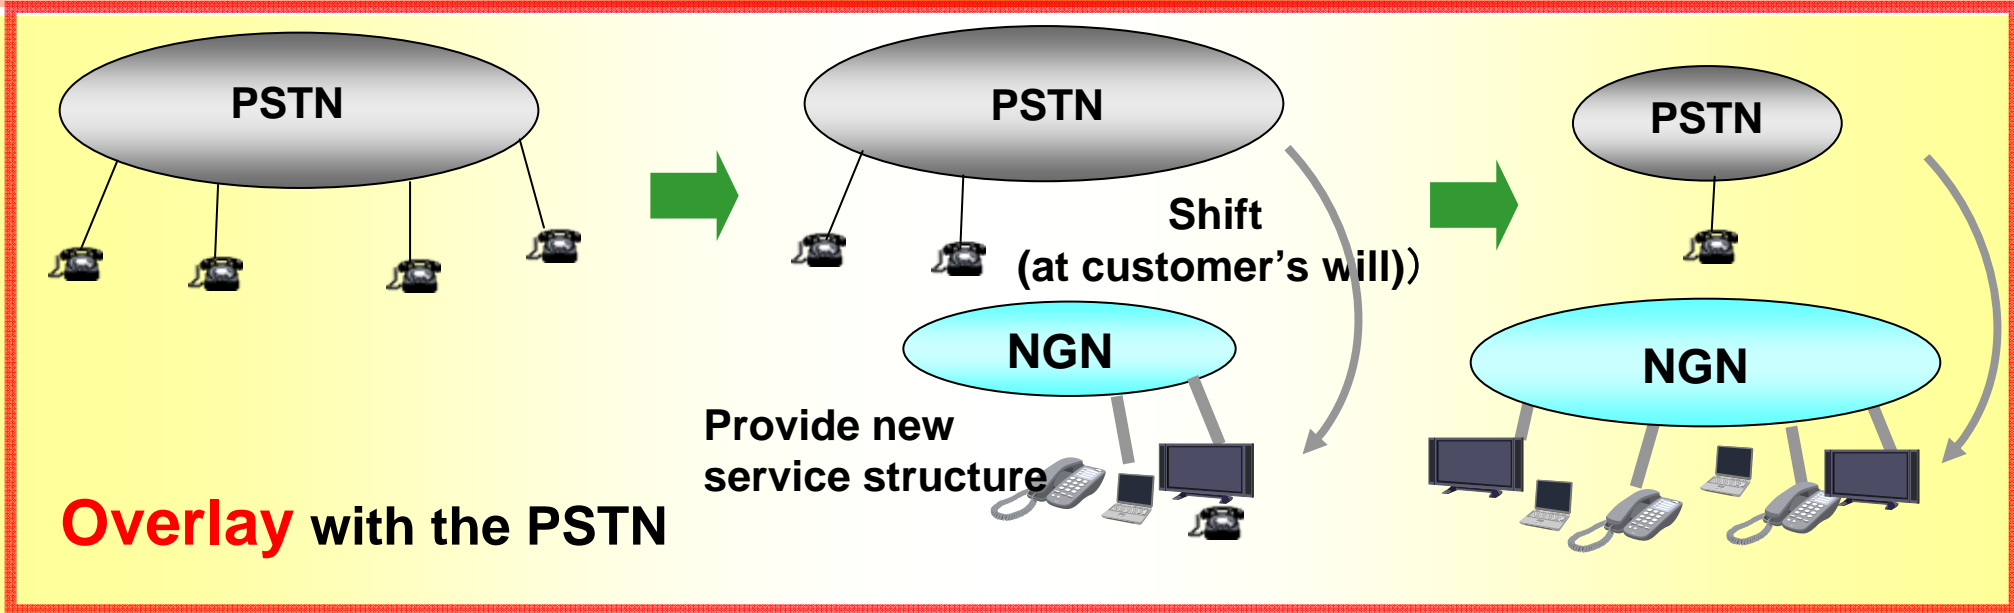 PSTN
PSTN
PSTN
Shift
(at customer’s will)）
NGN
NGN
Provide new
service structure
Overlay with the PSTN